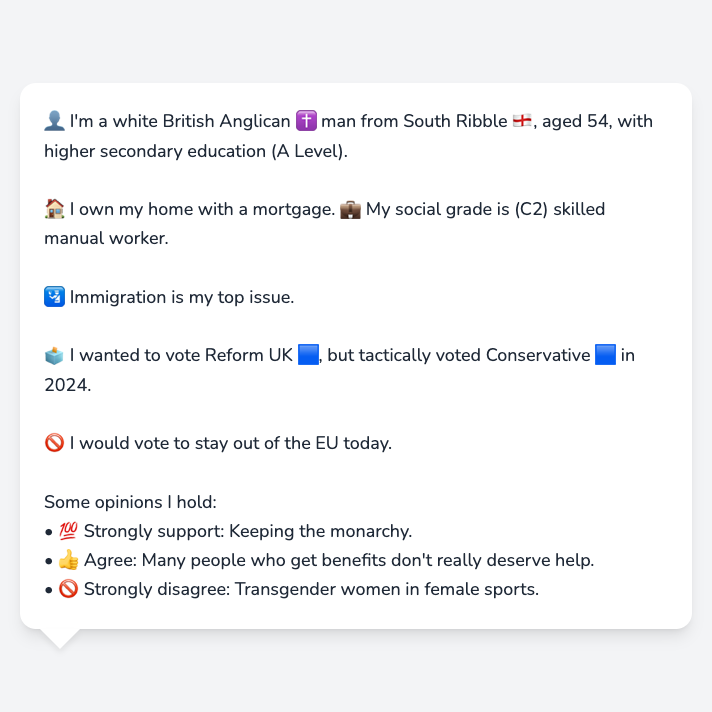 👤 I'm a white British Anglican ✝️ man from South Ribble 🏴󠁧󠁢󠁥󠁮󠁧󠁿, aged 54, with
higher secondary education (A Level).
🏠 I own my home with a mortgage. 💼 My social grade is (C2) skilled
manual worker.
🛂 Immigration is my top issue.
🗳️ I wanted to vote Reform UK 🟦, but tactically voted Conservative 🟦 in
2024.
🚫 I would vote to stay out of the EU today.
Some opinions I hold:
• 💯 Strongly support: Keeping the monarchy.
• 👍 Agree: Many people who get benefits don't really deserve help.
• 🚫 Strongly disagree: Transgender women in female sports.